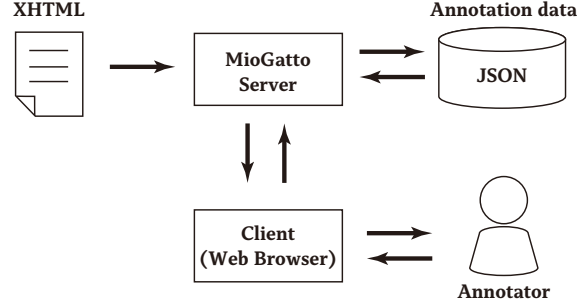 XHTML
Annotation data
MioGatto
Server
JSON
Client
(Web Browser)
Annotator